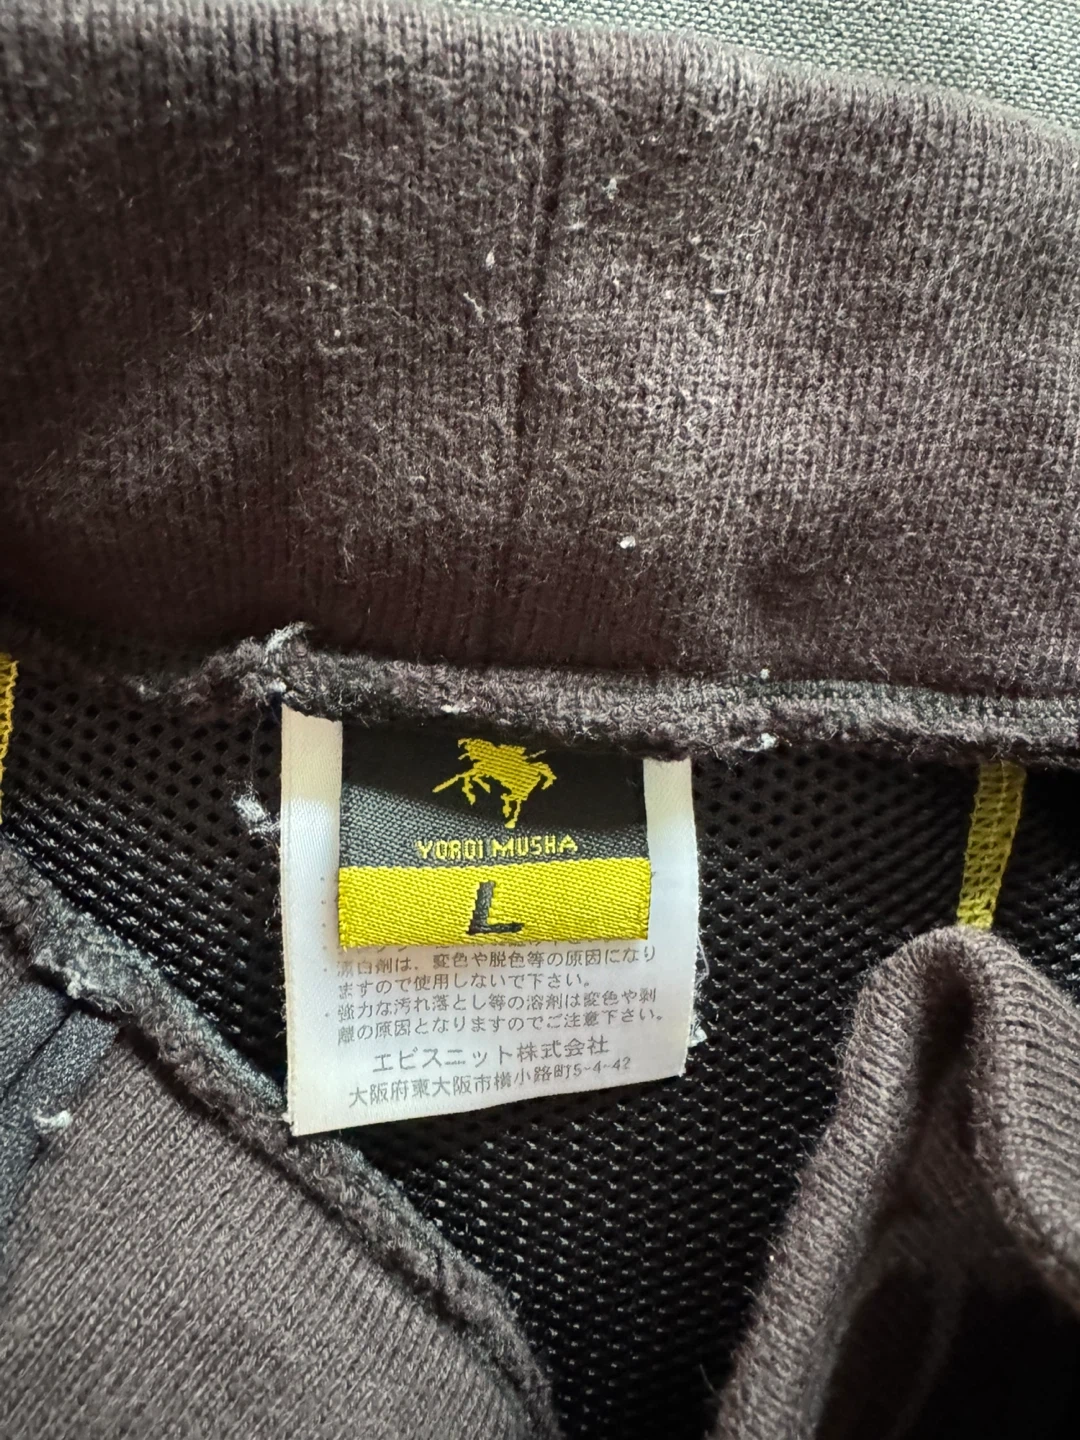 YOROI MUSHA
L
・漂白剤は、変色や脱色等の原因になり
ますので使用しないで下さい。
・強力な汚れ落とし等の溶剤は変色や剥
離の原因となりますのでご注意下さい。
エビスニット株式会社
大阪府東大阪市横小路町5-4-42